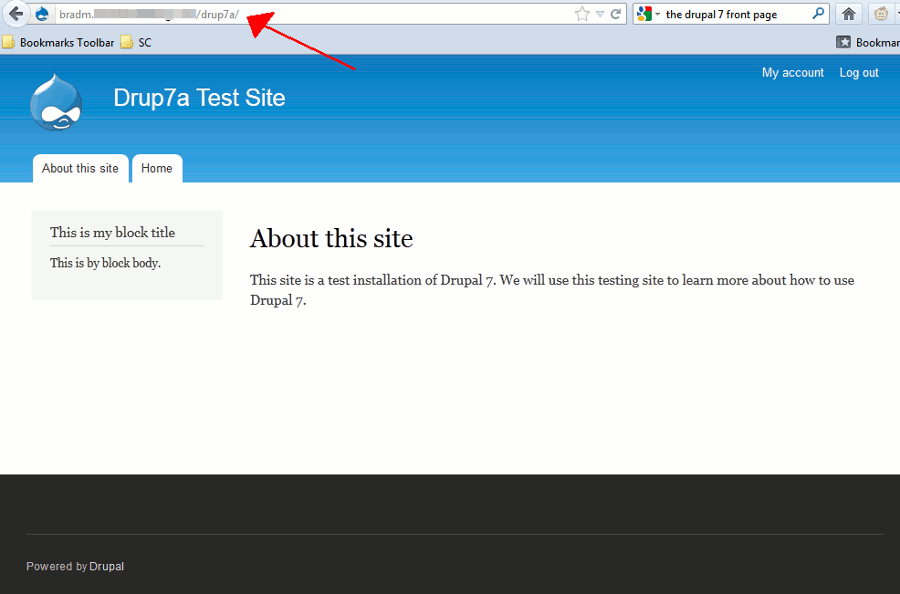 bradm. /drup7a/
the drupal 7 front page
Bookmarks Toolbar SC
Bookmar
My account Log out
Drup7a Test Site
About this site Home
This is my block title
This is by block body.
About this site
This site is a test installation of Drupal 7. We will use this testing site to learn more about how to use
Drupal 7.
Powered by Drupal